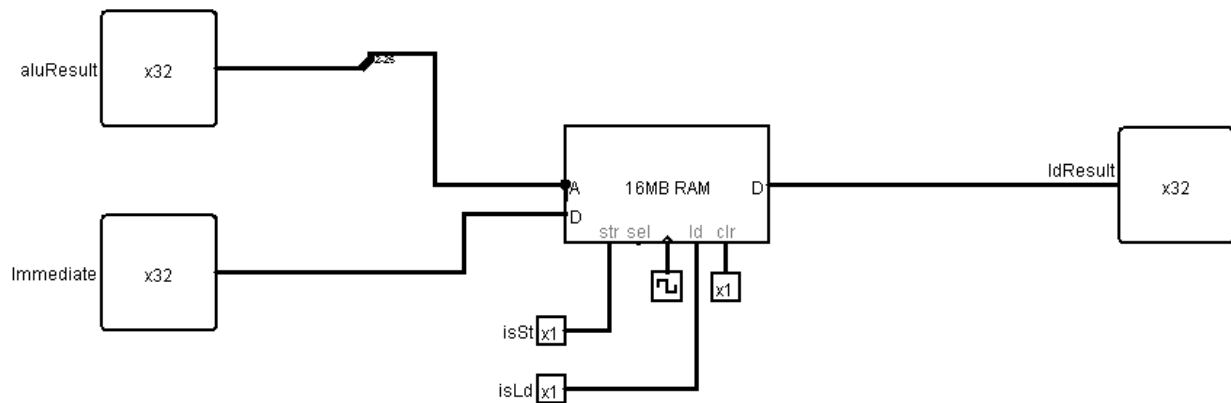 aluResult x32
2-25
A 16MB RAM D
D
str sel ld clr
ldResult x32
Immediate x32
x1
isSt x1
isLd x1